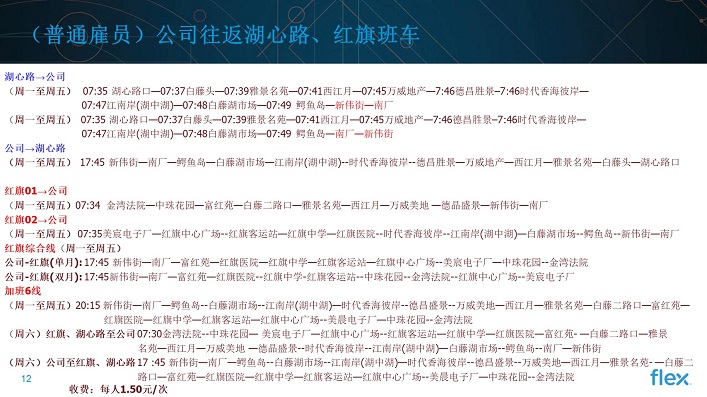 （普通雇员）公司往返湖心路、红旗班车
湖心路→公司
（周一至周五） 07:35 湖心路口—07:37白藤头—07:39雅景名苑—07:41西江月—07:45万威地产—7:46德昌胜景–7:46时代香海彼岸—
07:47江南岸(湖中湖)—07:48白藤湖市场—07:49 鳄鱼岛—新伟街—南厂
（周一至周五） 07:35 湖心路口—07:37白藤头—07:39雅景名苑—07:41西江月—07:45万威地产—7:46德昌胜景–7:46时代香海彼岸—
07:47江南岸(湖中湖)—07:48白藤湖市场—07:49 鳄鱼岛—南厂—新伟街
公司→湖心路
（周一至周五） 17:45 新伟街—南厂—鳄鱼岛—白藤湖市场—江南岸(湖中湖)--时代香海彼岸--德昌胜景—万威地产—西江月—雅景名苑—白藤头—湖心路口
红旗01→公司
（周一至周五）07:34 金湾法院—中珠花园—富红苑—白藤二路口—雅景名苑—西江月—万威美地 —德晶盛景—新伟街—南厂
红旗02→公司
（周一至周五）07:35美宸电子厂—红旗中心广场--红旗客运站—红旗中学—红旗医院--时代香海彼岸--江南岸(湖中湖)—白藤湖市场--鳄鱼岛--新伟街—南厂
红旗综合线（周一至周五）
公司-红旗(单月): 17:45 新伟街—南厂—富红苑—红旗医院—红旗中学—红旗客运站—红旗中心广场—美宸电子厂—中珠花园--金湾法院
公司-红旗(双月): 17:45新伟街—南厂—富红苑—红旗医院--红旗中学-红旗客运站--中珠花园--金湾法院--红旗中心广场--美宸电子厂
加班6线
（周一至周五）20:15 新伟街—南厂—鳄鱼岛--白藤湖市场--江南岸(湖中湖)—时代香海彼岸--德昌盛景--万威美地—西江月—雅景名苑—白藤二路口—富红苑—
红旗医院—红旗中学—红旗客运站—红旗中心广场--美晨电子厂—中珠花园--金湾法院
（周六）红旗、湖心路至公司 07:30金湾法院--中珠花园— 美宸电子厂—红旗中心广场--红旗客运站—红旗中学—红旗医院—富红苑- —白藤二路口—雅景
名苑—西江月—万威美地 —德昌盛景--时代香海彼岸--江南岸(湖中湖)—白藤湖市场--鳄鱼岛--南厂—新伟街
（周六）公司至红旗、湖心路 17 :45 新伟街—南厂—鳄鱼岛--白藤湖市场--江南岸(湖中湖)—时代香海彼岸--德昌盛景--万威美地—西江月—雅景名苑- —白藤二
路口—富红苑—红旗医院—红旗中学—红旗客运站—红旗中心广场--美晨电子厂—中珠花园--金湾法院
12
收费：每人1.50元/次
flex